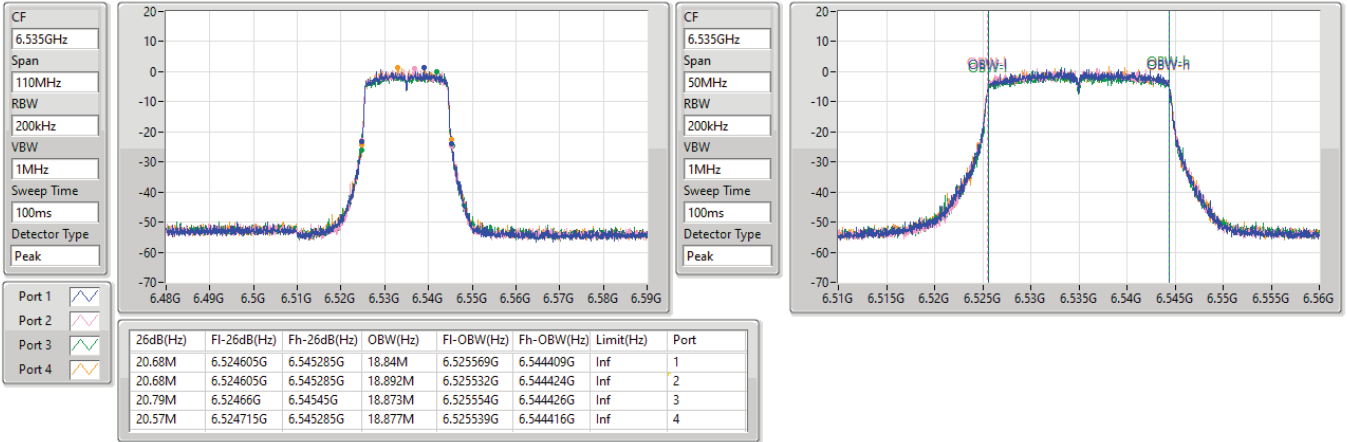 CF
6.535GHz
Span
110MHz
RBW
200kHz
VBW
1MHz
Sweep Time
100ms
Detector Type
Peak
Port 1
Port 2
Port 3
Port 4
20
10
0
-10
-20
-30
-40
-50
-60
-70
6.48G 6.49G 6.5G 6.51G 6.52G 6.53G 6.54G 6.55G 6.56G 6.57G 6.58G 6.59G
CF
6.535GHz
Span
50MHz
RBW
200kHz
VBW
1MHz
Sweep Time
100ms
Detector Type
Peak
20
10
0
-10
-20
-30
-40
-50
-60
-70
OBW-l OBW-h
6.51G 6.515G 6.52G 6.525G 6.53G 6.535G 6.54G 6.545G 6.55G 6.555G 6.56G
26dB(Hz) Fl-26dB(Hz) Fh-26dB(Hz) OBW(Hz) Fl-OBW(Hz) Fh-OBW(Hz) Limit(Hz) Port
20.68M 6.524605G 6.545285G 18.84M 6.525569G 6.544409G Inf 1
20.68M 6.524605G 6.545285G 18.892M 6.525532G 6.544424G Inf 2
20.79M 6.52466G 6.54545G 18.873M 6.525554G 6.544426G Inf 3
20.57M 6.524715G 6.545285G 18.877M 6.525539G 6.544416G Inf 4